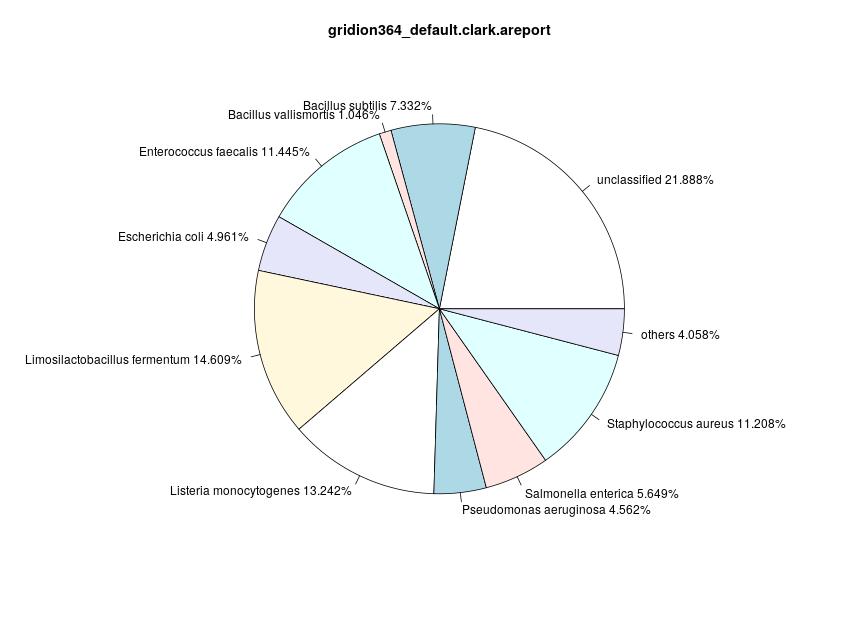 gridion364_default.clark.areport
Bacillus subtilis 7.332%
Bacillus vallismortis 1.046%
Enterococcus faecalis 11.445%
unclassified 21.888%
Escherichia coli 4.961%
others 4.058%
Limosilactobacillus fermentum 14.609%
Staphylococcus aureus 11.208%
Listeria monocytogenes 13.242%
Salmonella enterica 5.649%
Pseudomonas aeruginosa 4.562%